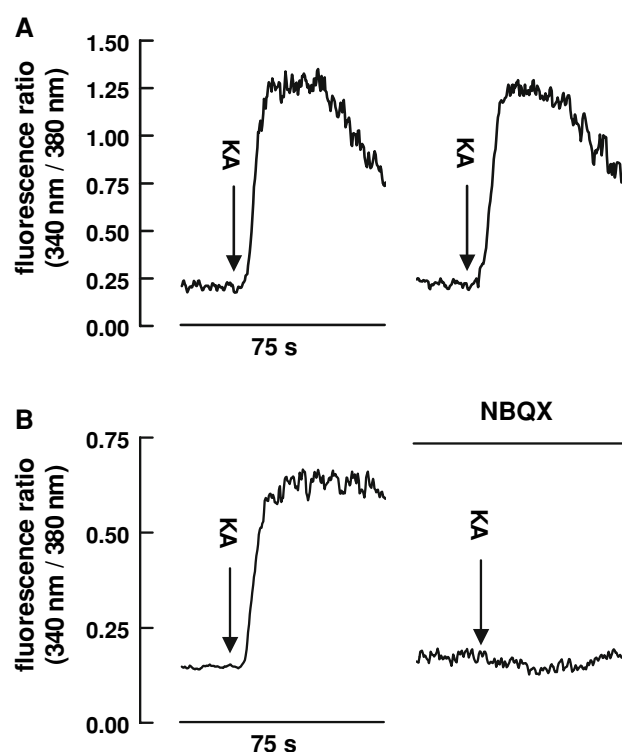 A
fluorescence ratio
(340 nm / 380 nm)
1.50
1.25
1.00
0.75
0.50
0.25
0.00
KA
KA
75 s
B
fluorescence ratio
(340 nm / 380 nm)
0.75
0.50
0.25
0.00
KA
NBQX
KA
75 s